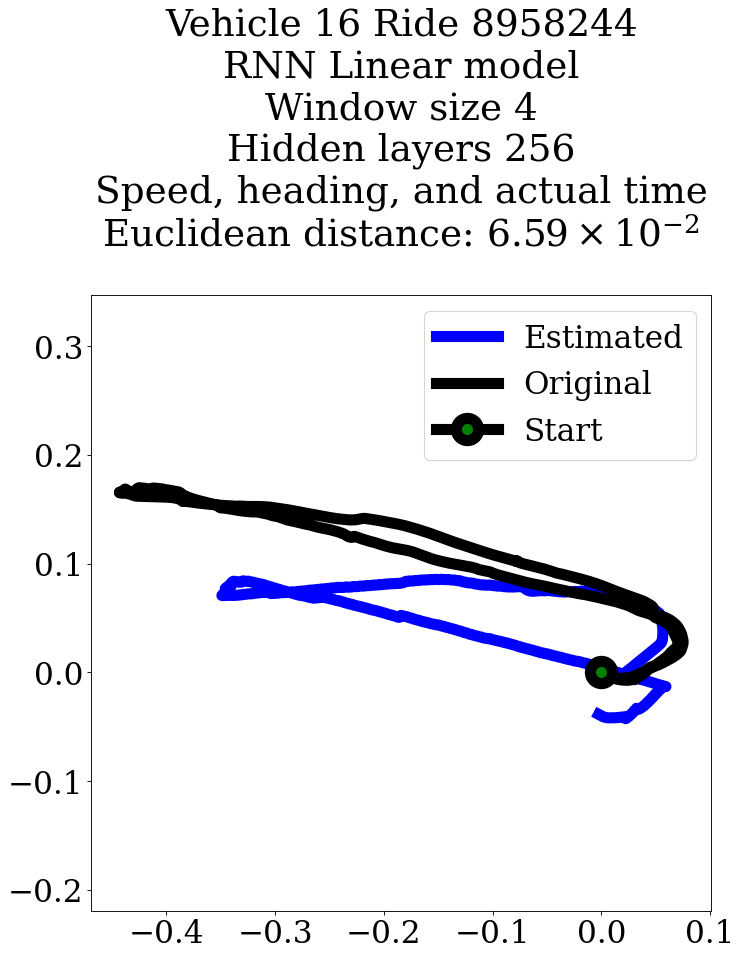 Vehicle 16 Ride 8958244
RNN Linear model
Window size 4
Hidden layers 256
Speed, heading, and actual time
Euclidean distance: 6.59 × 10⁻²
Estimated
Original
Start
0.3
0.2
0.1
0.0
−0.1
−0.2
−0.4 −0.3 −0.2 −0.1 0.0 0.1